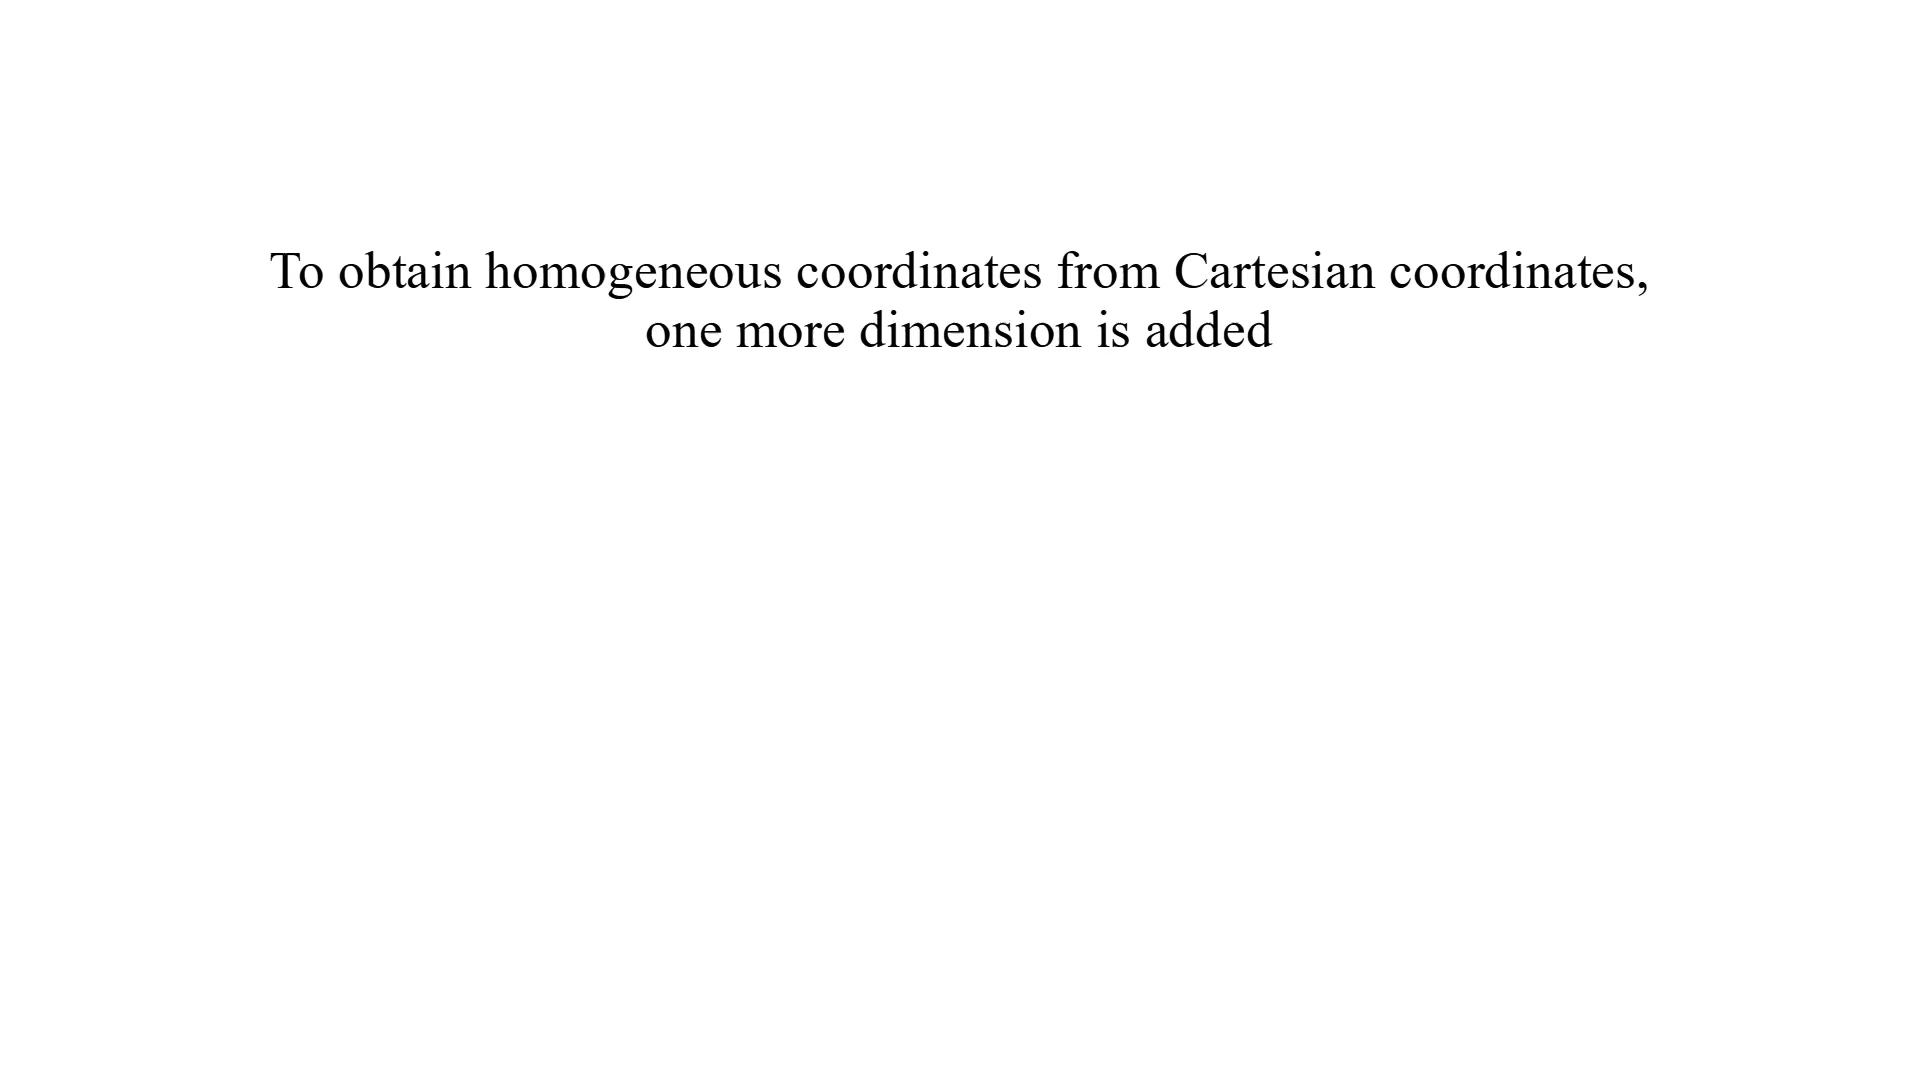 To obtain homogeneous coordinates from Cartesian coordinates,
one more dimension is added